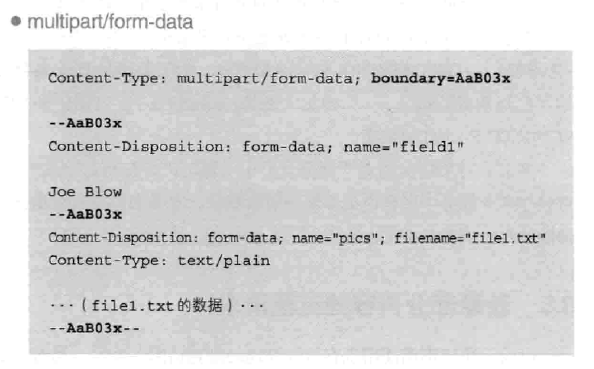 ● multipart/form-data
Content-Type: multipart/form-data; boundary=AaB03x
--AaB03x
Content-Disposition: form-data; name="field1"
Joe Blow
--AaB03x
Content-Disposition: form-data; name="pics"; filename="file1.txt"
Content-Type: text/plain
···（file1.txt的数据）···
--AaB03x--